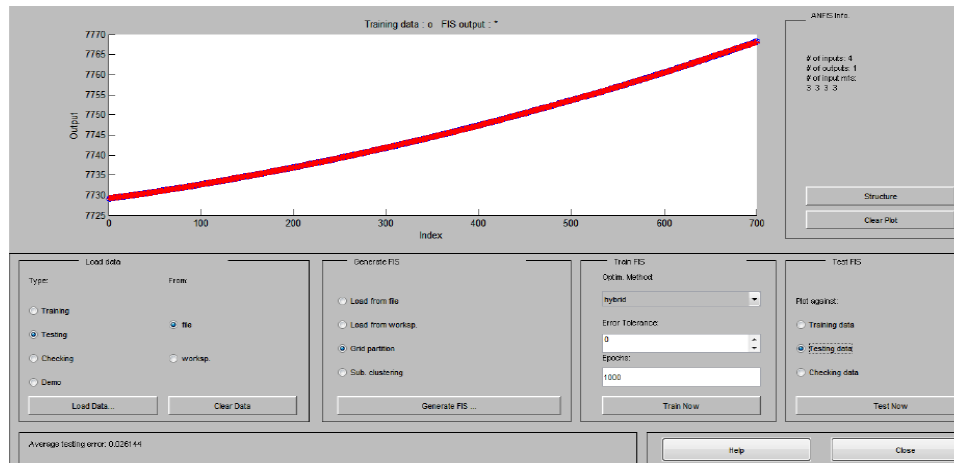 Training data : o   FIS output : *
7770
7765
7760
7755
7750
7745
7740
7735
7730
7725
Output
0 100 200 300 400 500 600 700
Index
ANFIS Info.
# of inputs: 4
# of outputs: 1
# of input mfs:
3 3 3 3
Structure
Clear Plot
Load data
Type:
From:
Training
Testing
Checking
Demo
file
worksp.
Load Data...
Clear Data
Generate FIS
Load from file
Load from worksp.
Grid partition
Sub. clustering
Generate FIS ...
Train FIS
Optim. Method:
hybrid
Error Tolerance:
0
Epochs:
1000
Train Now
Test FIS
Plot against:
Training data
Testing data
Checking data
Test Now
Average testing error: 0.026144
Help
Close